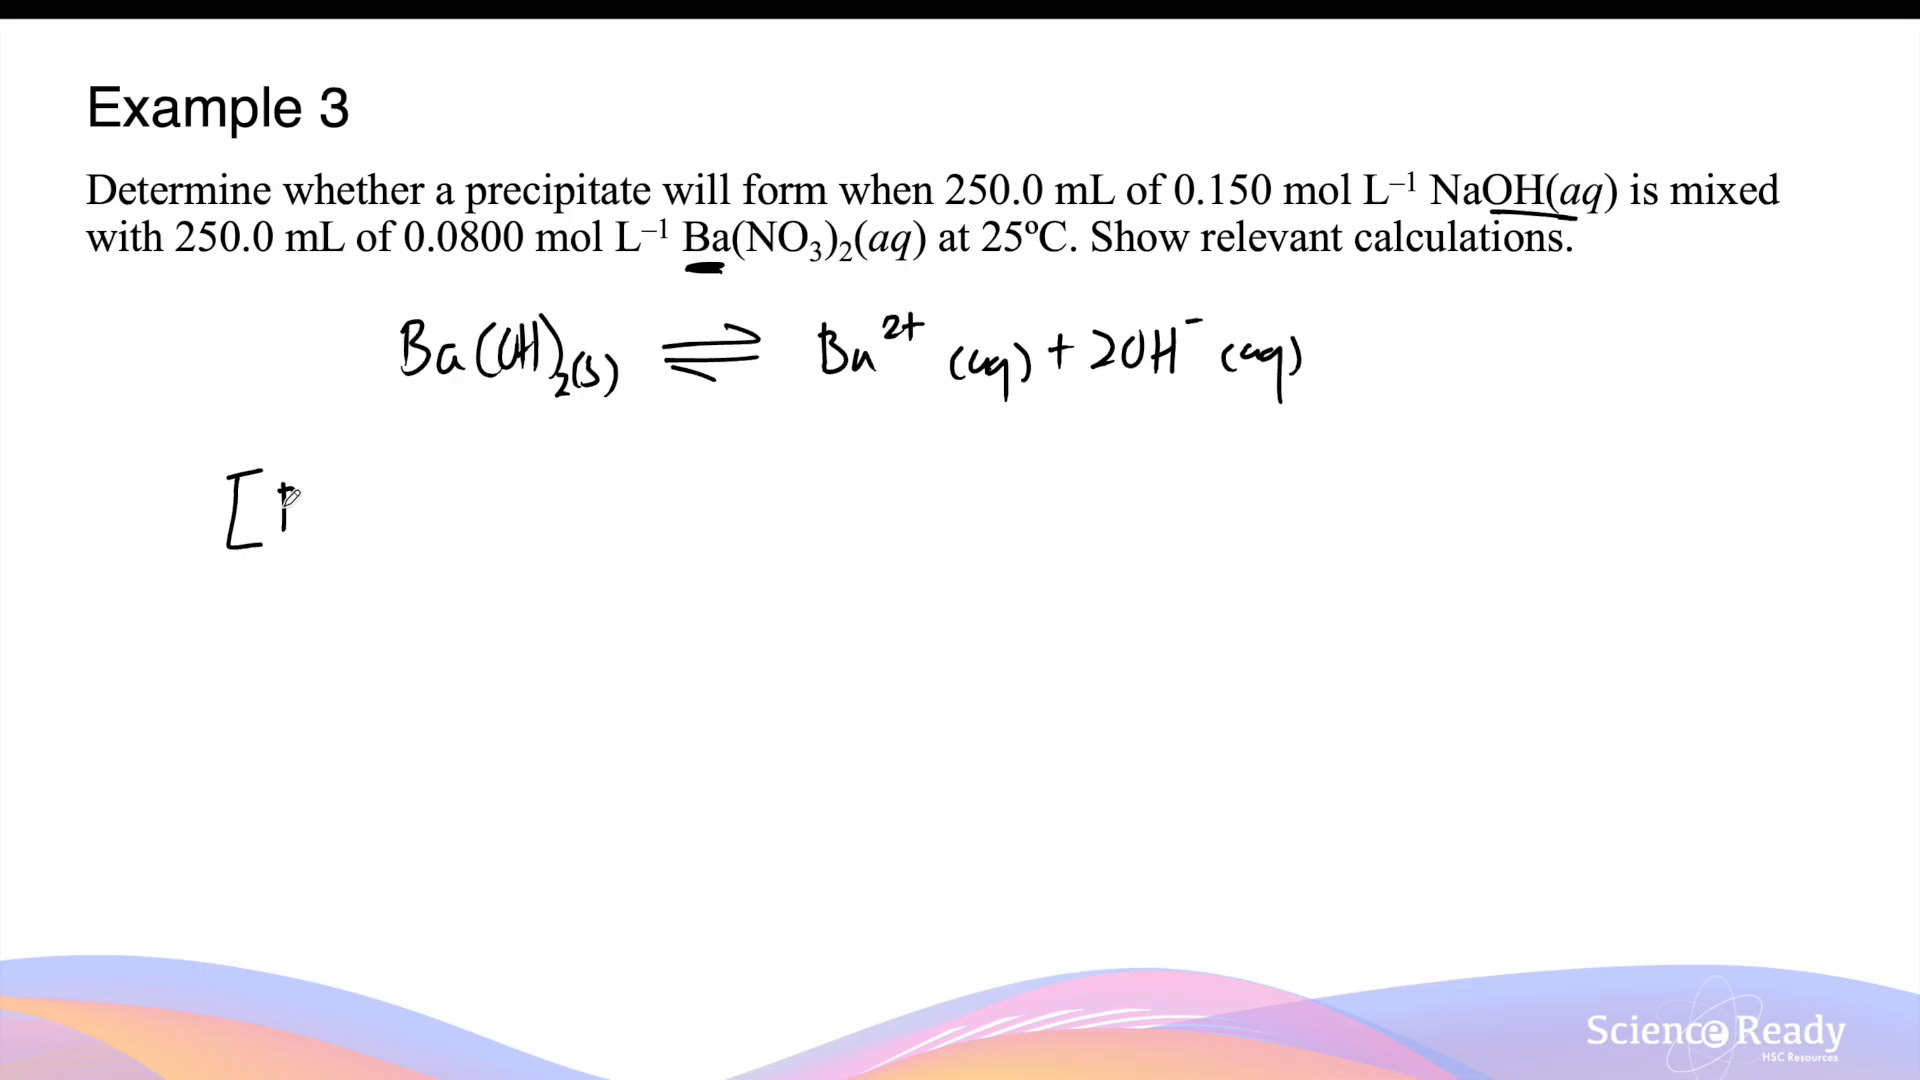 Example 3
Determine whether a precipitate will form when 250.0 mL of 0.150 mol L⁻¹ NaOH(aq) is mixed
with 250.0 mL of 0.0800 mol L⁻¹ Ba(NO₃)₂(aq) at 25ºC. Show relevant calculations.
Ba(OH)₂(s) ⇌ Ba²⁺ (aq) + 2OH⁻ (aq)
[
Science Ready
HSC Resources